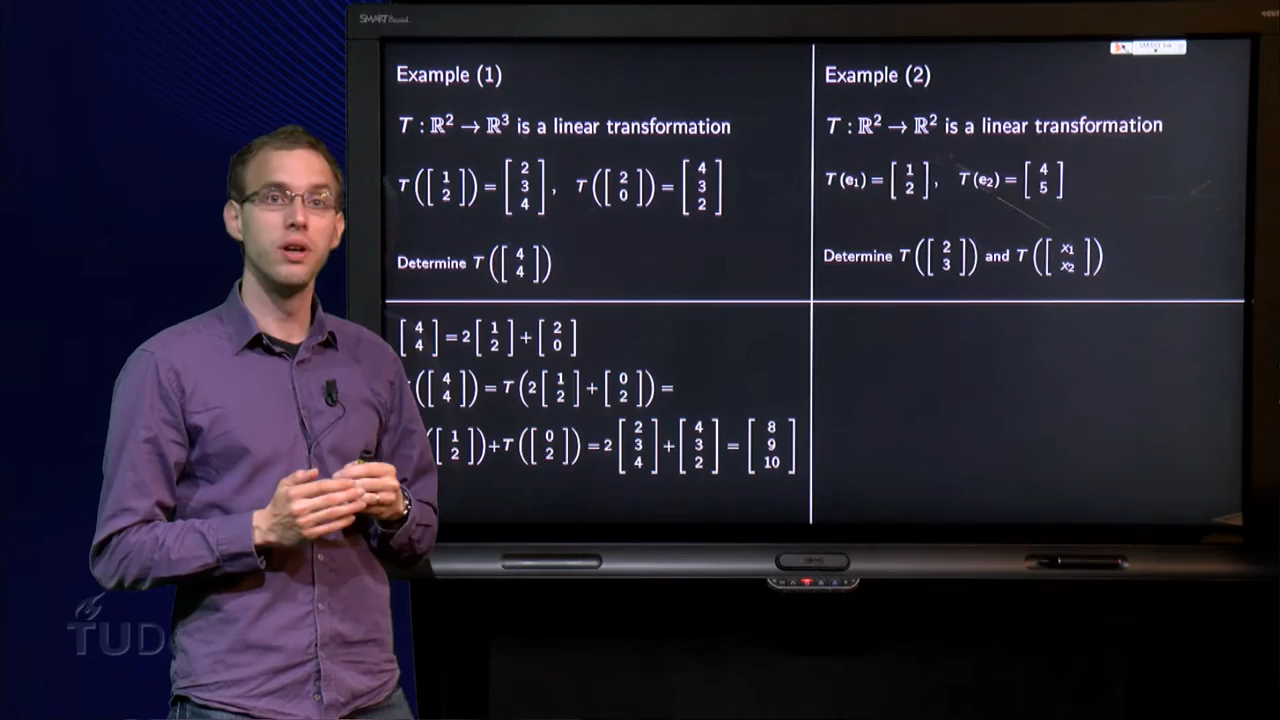 SMART Board
Example (1)
T : ℝ² → ℝ³ is a linear transformation
T([1 2]) = [2 3 4], T([2 0]) = [4 3 2]
Determine T([4 4])
[4 4] = 2[1 2] + [2 0]
([4 4]) = T(2[1 2] + [0 2]) =
([1 2]) + T([0 2]) = 2[2 3 4] + [4 3 2] = [8 9 10]
Example (2)
T : ℝ² → ℝ² is a linear transformation
T(e₁) = [1 2], T(e₂) = [4 5]
Determine T([2 3]) and T([x₁ x₂])
TUD